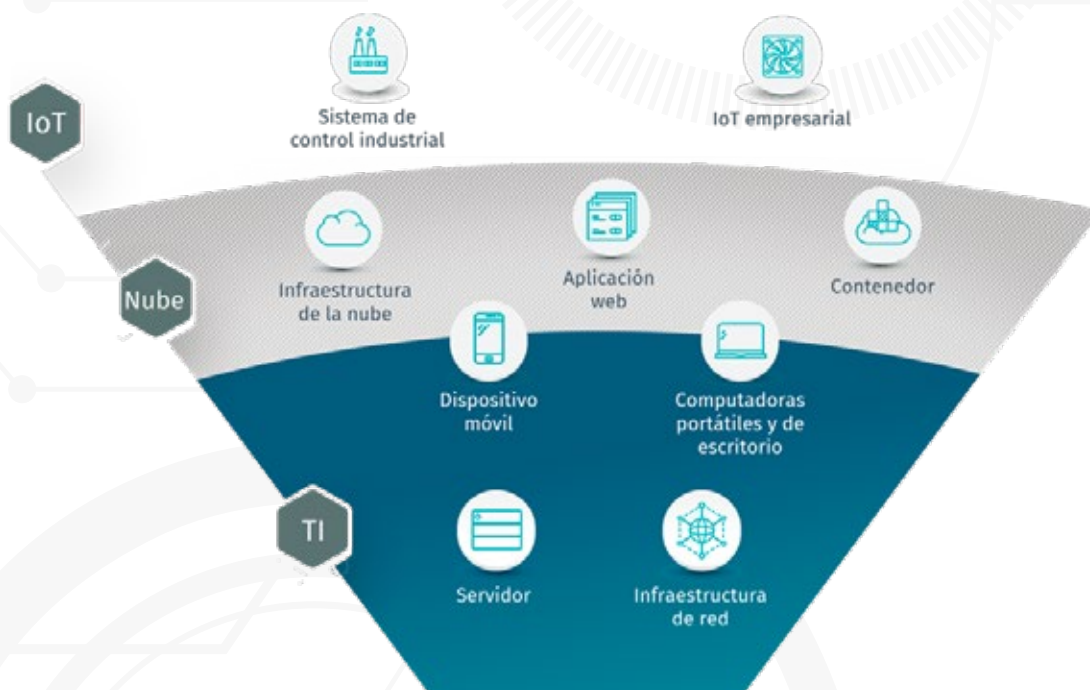 IoT
Sistema de
control industrial
IoT empresarial
Nube
Infraestructura
de la nube
Aplicación
web
Contenedor
Dispositivo
móvil
Computadoras
portátiles y de
escritorio
TI
Servidor
Infraestructura
de red